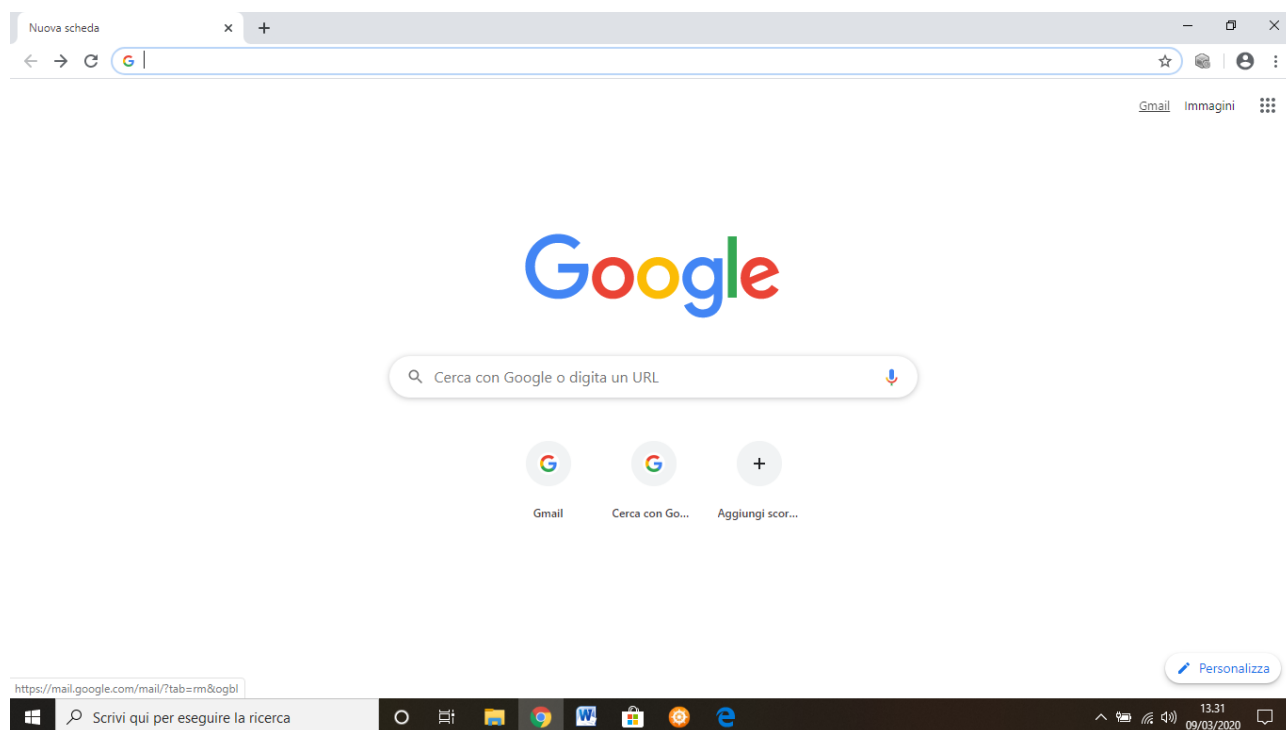 Nuova scheda
Gmail Immagini
Google
Cerca con Google o digita un URL
Gmail Cerca con Go... Aggiungi scor...
Personalizza
https://mail.google.com/mail/?tab=rm&ogbl
Scrivi qui per eseguire la ricerca
13.31
09/03/2020